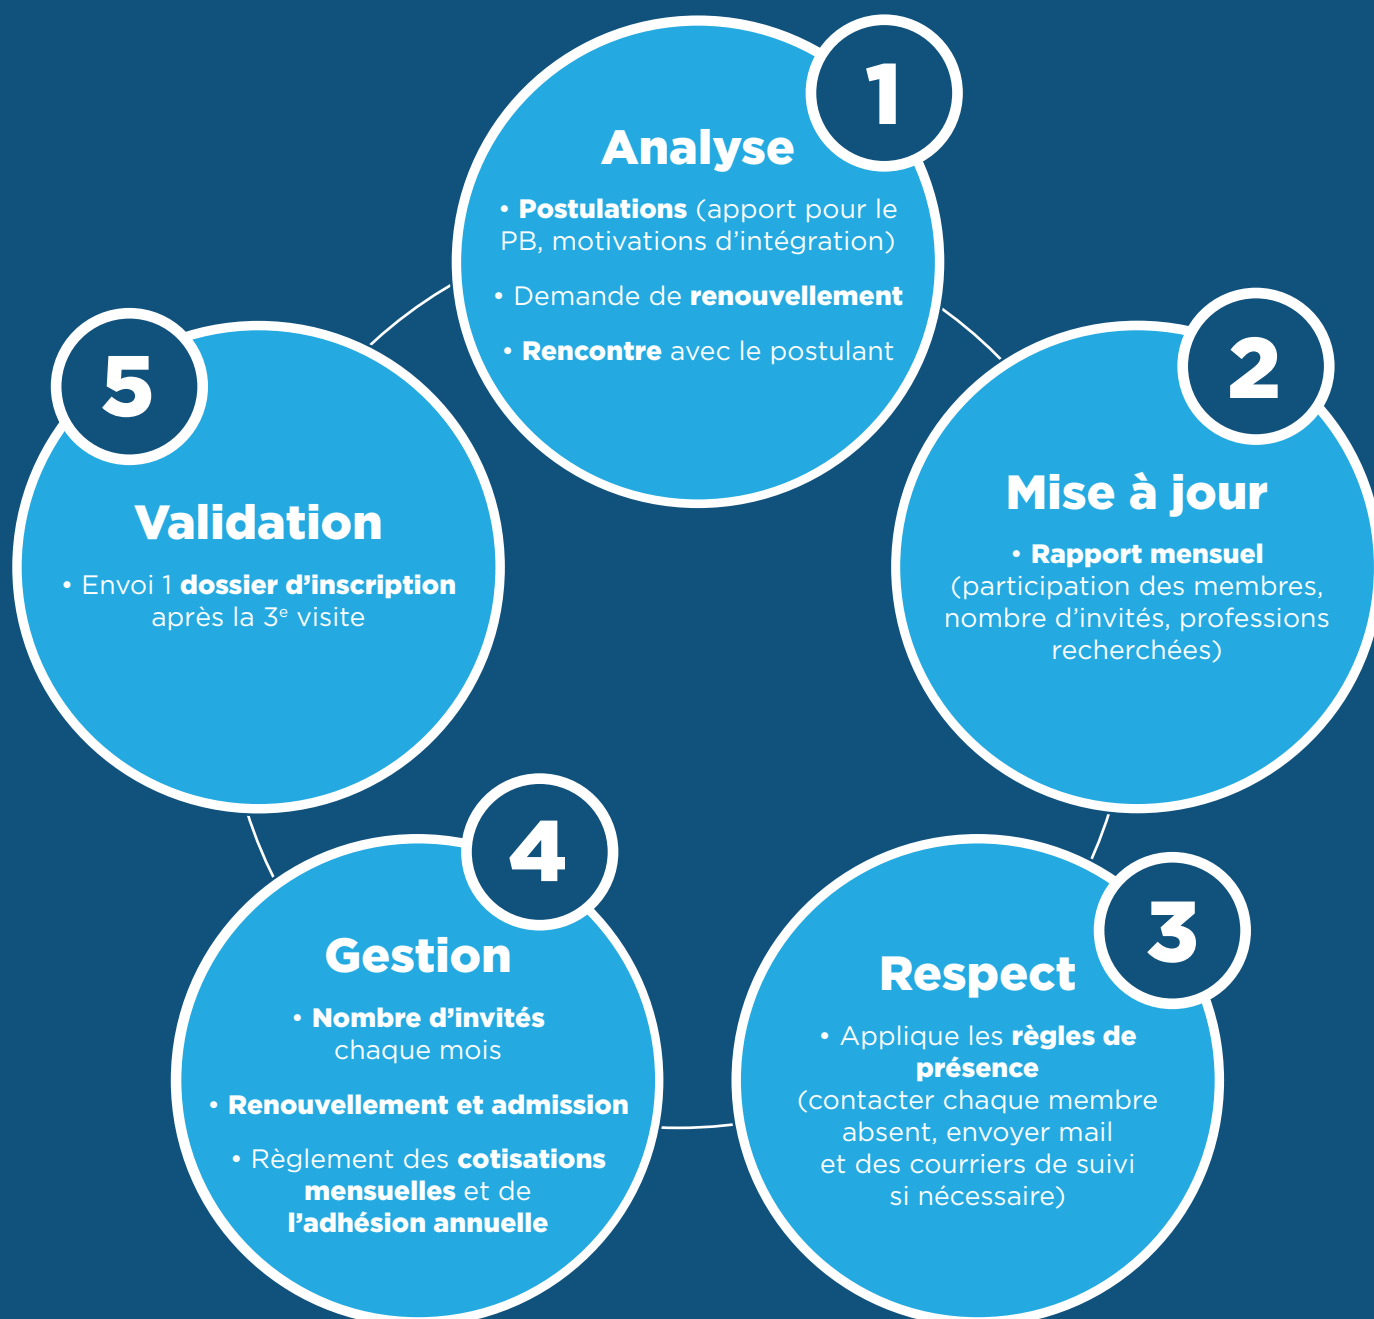 1
Analyse
• Postulations (apport pour le
PB, motivations d'intégration)
• Demande de renouvellement
• Rencontre avec le postulant
2
Mise à jour
• Rapport mensuel
(participation des membres,
nombre d'invités, professions
recherchées)
3
Respect
• Applique les règles de
présence
(contacter chaque membre
absent, envoyer mail
et des courriers de suivi
si nécessaire)
4
Gestion
• Nombre d'invités
chaque mois
• Renouvellement et admission
• Règlement des cotisations
mensuelles et de
l'adhésion annuelle
5
Validation
• Envoi 1 dossier d'inscription
après la 3e visite